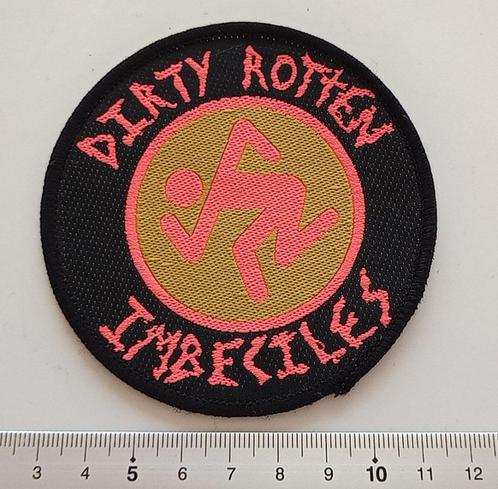 DIRTY ROTTEN
IMBECILES
3 4 5 6 7 8 9 10 11 12